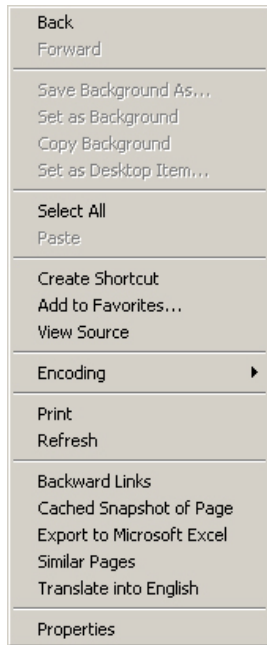 Back
Forward
Save Background As...
Set as Background
Copy Background
Set as Desktop Item...
Select All
Paste
Create Shortcut
Add to Favorites...
View Source
Encoding
Print
Refresh
Backward Links
Cached Snapshot of Page
Export to Microsoft Excel
Similar Pages
Translate into English
Properties